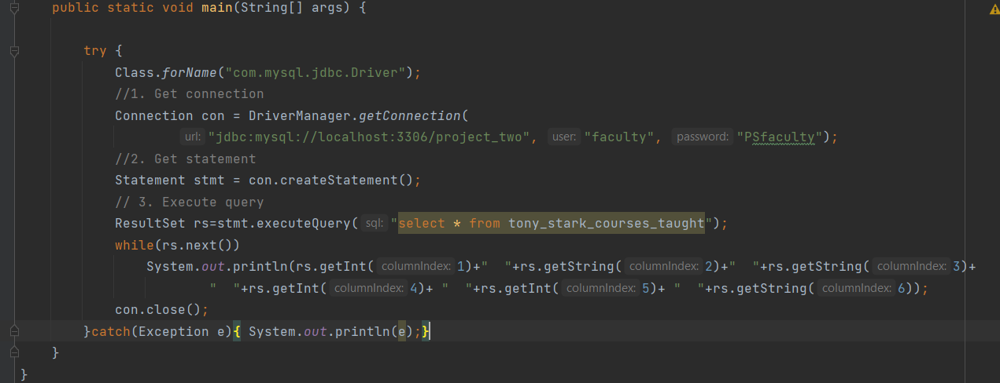 public static void main(String[] args) {
try {
Class.forName("com.mysql.jdbc.Driver");
//1. Get connection
Connection con = DriverManager.getConnection(
url: "jdbc:mysql://localhost:3306/project_two", user: "faculty", password: "PSfaculty");
//2. Get statement
Statement stmt = con.createStatement();
// 3. Execute query
ResultSet rs=stmt.executeQuery( sql: "select * from tony_stark_courses_taught");
while(rs.next())
System.out.println(rs.getInt( columnIndex: 1)+"  "+rs.getString( columnIndex: 2)+"  "+rs.getString( columnIndex: 3)+
"  "+rs.getInt( columnIndex: 4)+ "  "+rs.getInt( columnIndex: 5)+ "  "+rs.getString( columnIndex: 6));
con.close();
}catch(Exception e){ System.out.println(e);}
}
}